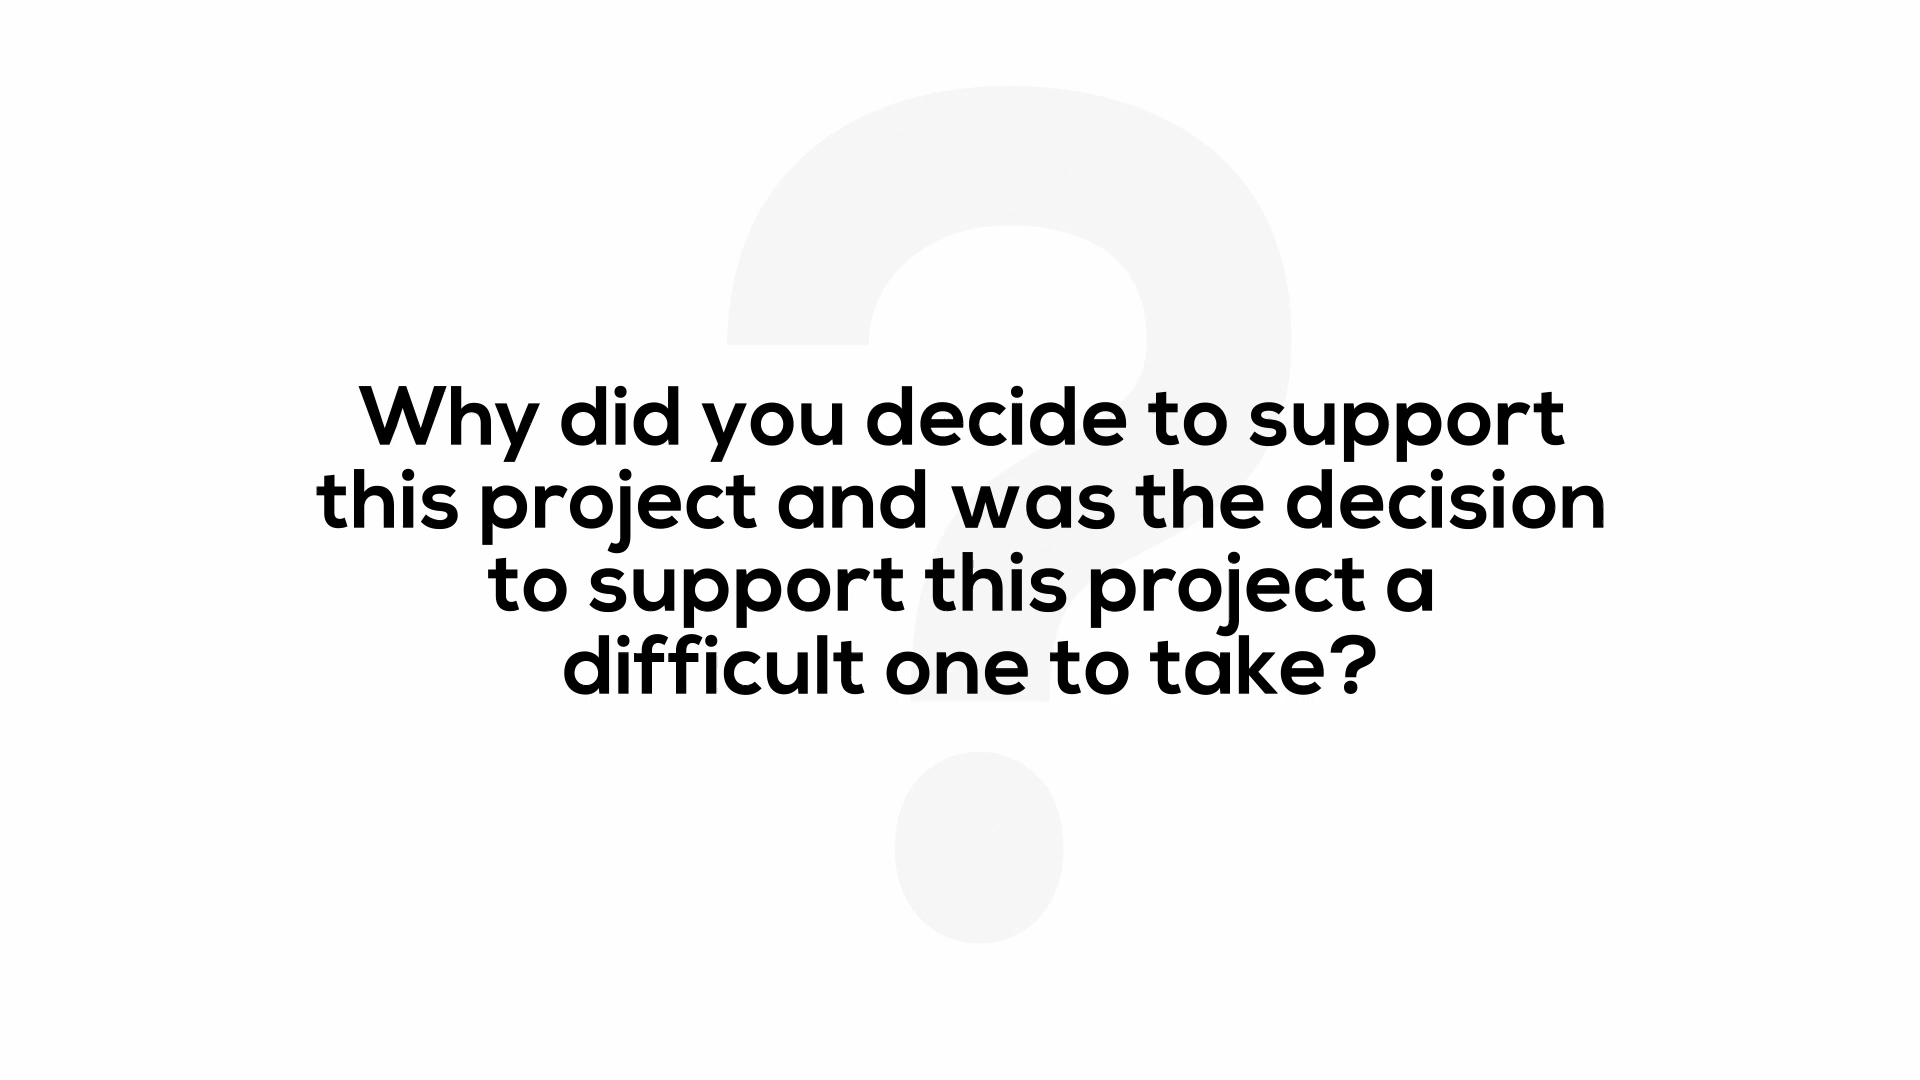 Why did you decide to support
this project and was the decision
to support this project a
difficult one to take?